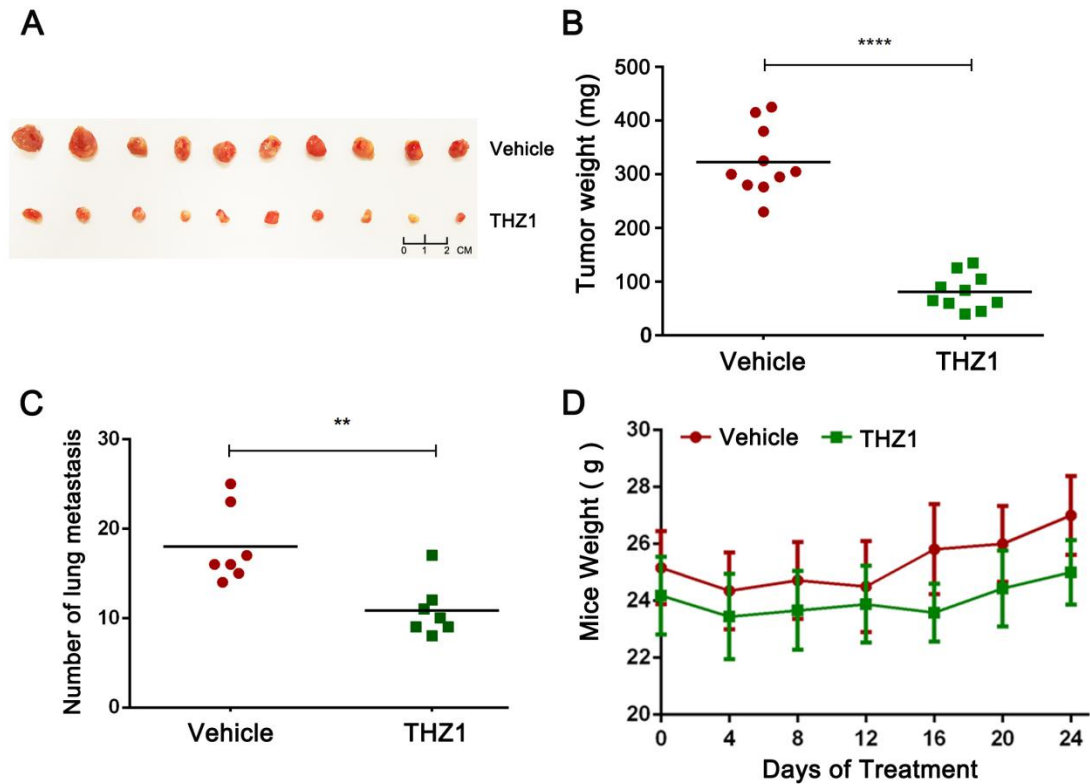 A
Vehicle
THZ1
0 1 2 CM
B
****
Tumor weight (mg)
500
400
300
200
100
0
Vehicle THZ1
C
**
Number of lung metastasis
30
20
10
0
Vehicle THZ1
D
Vehicle THZ1
Mice Weight ( g )
30
28
26
24
22
20
0 4 8 12 16 20 24
Days of Treatment